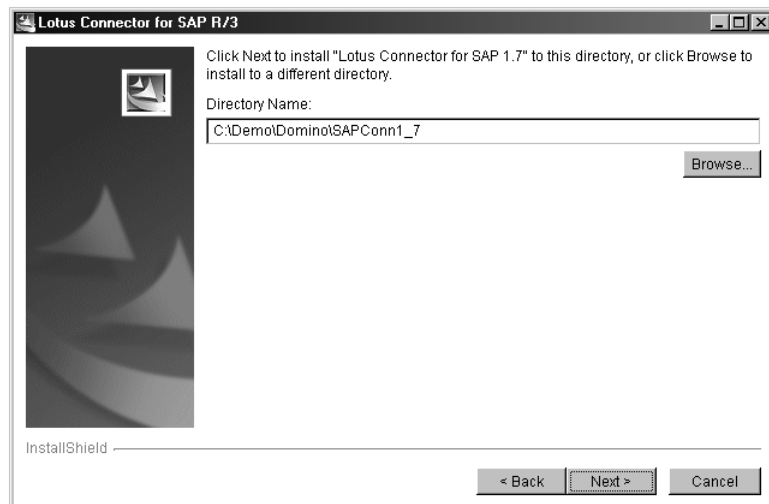 Lotus Connector for SAP R/3
Click Next to install "Lotus Connector for SAP 1.7" to this directory, or click Browse to
install to a different directory.
Directory Name:
C:\Demo\Domino\SAPConn1_7
Browse...
InstallShield
< Back
Next >
Cancel